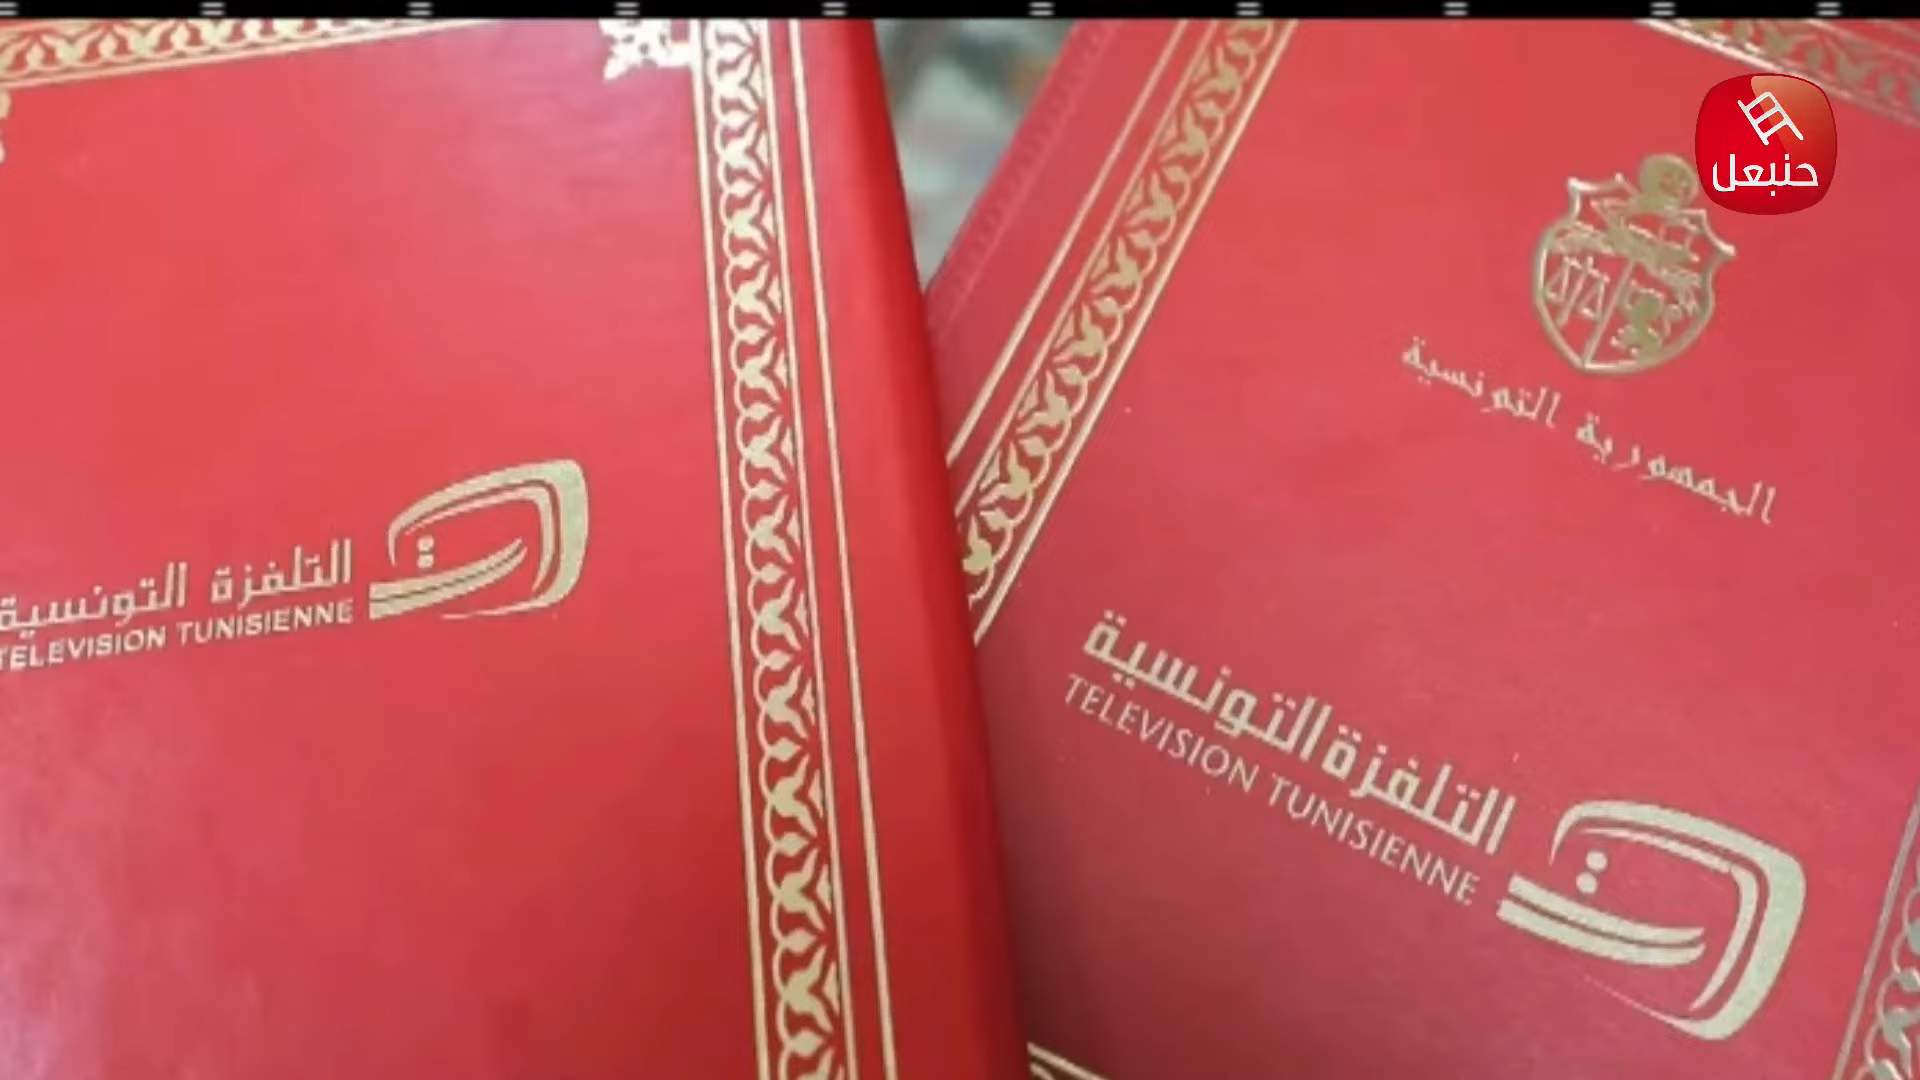 حنبعل
الجمهورية التونسية
التلفزة التونسية
TELEVISION TUNISIENNE
التلفزة التونسية
TELEVISION TUNISIENNE